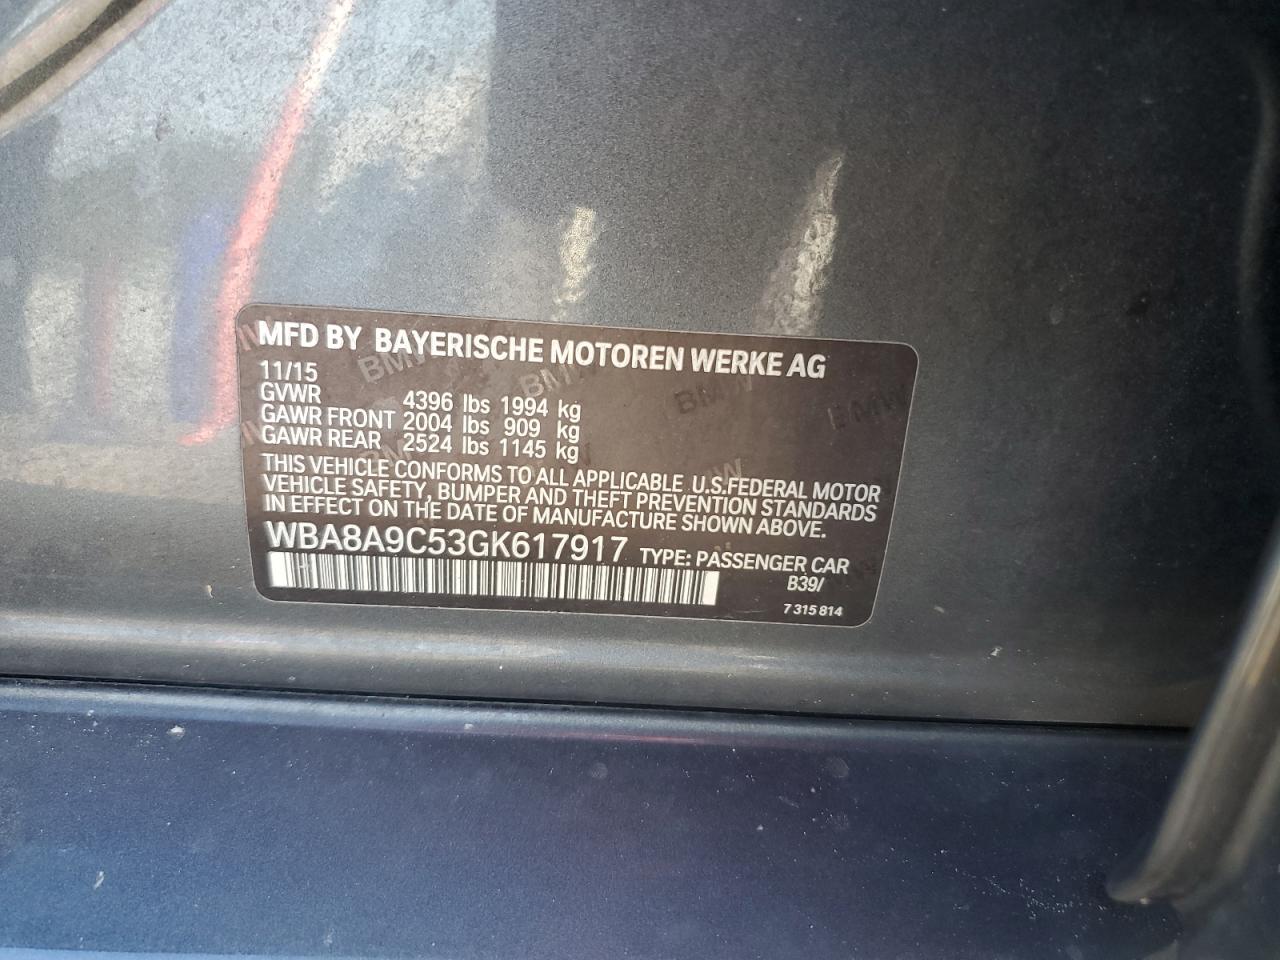 MFD BY BAYERISCHE MOTOREN WERKE AG
11/15
GVWR 4396 lbs 1994 kg
GAWR FRONT 2004 lbs 909 kg
GAWR REAR 2524 lbs 1145 kg
THIS VEHICLE CONFORMS TO ALL APPLICABLE U.S.FEDERAL MOTOR
VEHICLE SAFETY, BUMPER AND THEFT PREVENTION STANDARDS
IN EFFECT ON THE DATE OF MANUFACTURE SHOWN ABOVE.
WBA8A9C53GK617917 TYPE: PASSENGER CAR
B39/
7 315 814